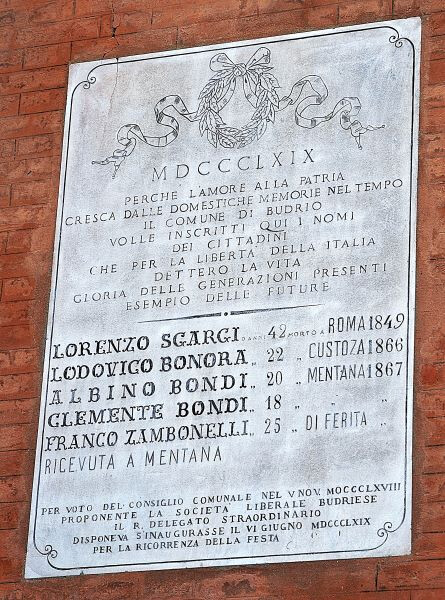 MDCCCLXIX
PERCHE L'AMORE ALLA PATRIA
CRESCA DALLE DOMESTICHE MEMORIE NEL TEMPO
IL COMUNE DI BUDRIO
VOLLE INSCRITTI QUI I NOMI
DEI CITTADINI
CHE PER LA LIBERTÀ DELLA ITALIA
DETTERO LA VITA
GLORIA DELLE GENERAZIONI PRESENTI
ESEMPIO DELLE FUTURE
LORENZO SGARGI D'ANNI 42 MORTO A ROMA 1849
LODOVICO BONORA „ 22 „ CUSTOZA 1866
ALBINO BONDI „ 20 „ MENTANA 1867
CLEMENTE BONDI „ 18 „ „ „
FRANCO ZAMBONELLI „ 25 „ DI FERITA „
RICEVUTA A MENTANA
PER VOTO DEL CONSIGLIO COMUNALE NEL V NOV. MDCCCLXVIII
PROPONENTE LA SOCIETÀ LIBERALE BUDRIESE
IL R. DELEGATO STRAORDINARIO
DISPONEVA S'INAUGURASSE IL VI GIUGNO MDCCCLXIX
PER LA RICORRENZA DELLA FESTA